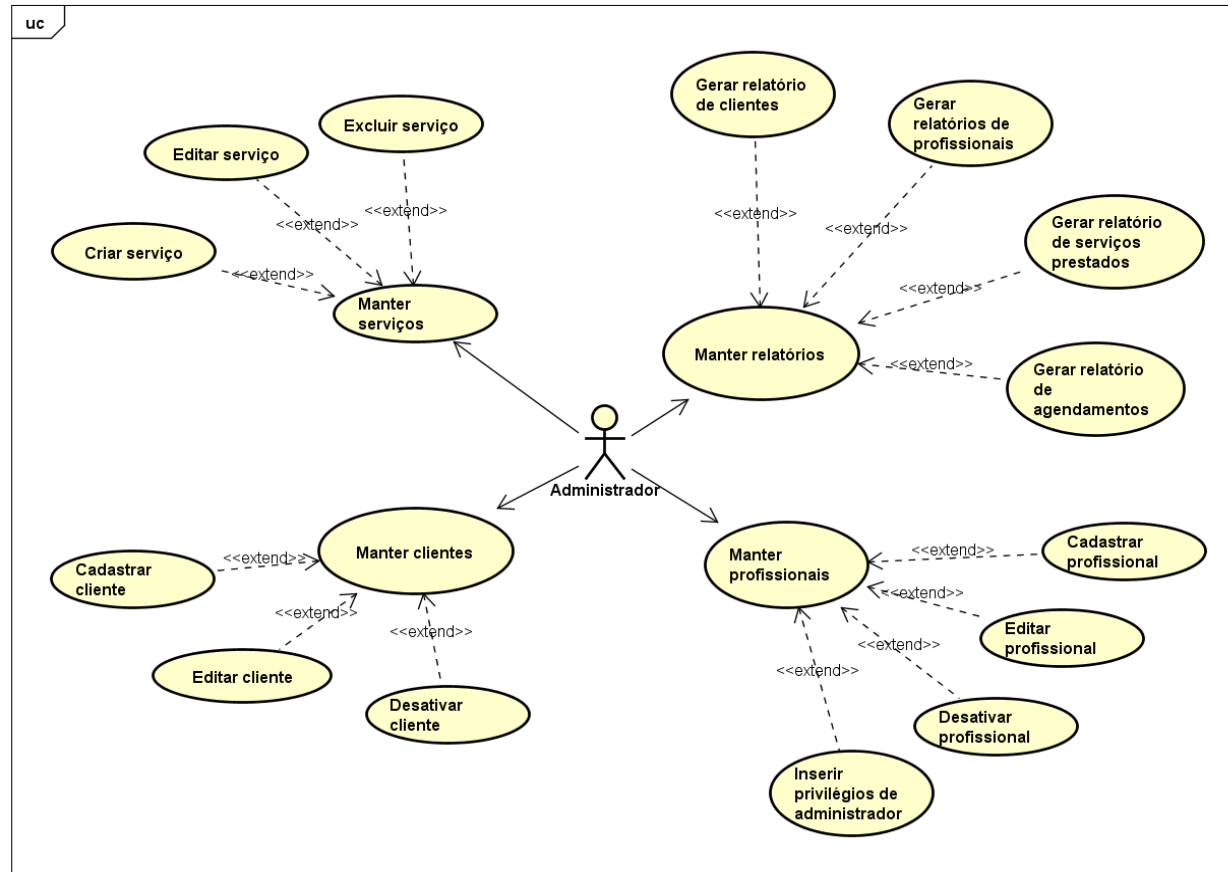 uc
Gerar relatório
de clientes
Gerar
relatórios de
profissionais
Excluir serviço
Editar serviço
<<extend>>
<<extend>>
<<extend>>
<<extend>>
Gerar relatório
de serviços
prestados
Criar serviço
<<extend>>
<<extend>>
Manter
serviços
Manter relatórios
<<extend>>
Gerar relatório
de
agendamentos
Administrador
Manter clientes
<<extend>>
Cadastrar
cliente
<<extend>>
<<extend>>
Editar cliente
Desativar
cliente
Manter
profissionais
<<extend>>
Cadastrar
profissional
<<extend>>
Editar
profissional
<<extend>>
<<extend>>
Desativar
profissional
Inserir
privilégios de
administrador